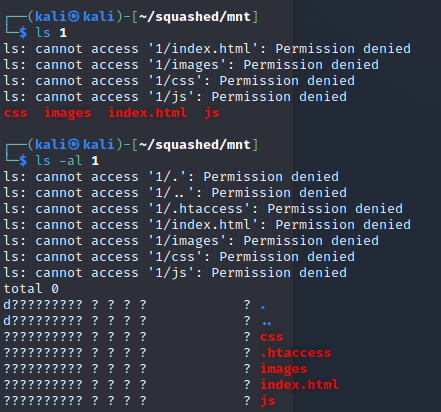 ┌──(kali㉿kali)-[~/squashed/mnt]
└─$ ls 1
ls: cannot access '1/index.html': Permission denied
ls: cannot access '1/images': Permission denied
ls: cannot access '1/css': Permission denied
ls: cannot access '1/js': Permission denied
css  images  index.html  js
┌──(kali㉿kali)-[~/squashed/mnt]
└─$ ls -al 1
ls: cannot access '1/.': Permission denied
ls: cannot access '1/..': Permission denied
ls: cannot access '1/.htaccess': Permission denied
ls: cannot access '1/index.html': Permission denied
ls: cannot access '1/images': Permission denied
ls: cannot access '1/css': Permission denied
ls: cannot access '1/js': Permission denied
total 0
d????????? ? ? ? ?            ? .
d????????? ? ? ? ?            ? ..
?????????? ? ? ? ?            ? css
?????????? ? ? ? ?            ? .htaccess
?????????? ? ? ? ?            ? images
?????????? ? ? ? ?            ? index.html
?????????? ? ? ? ?            ? js